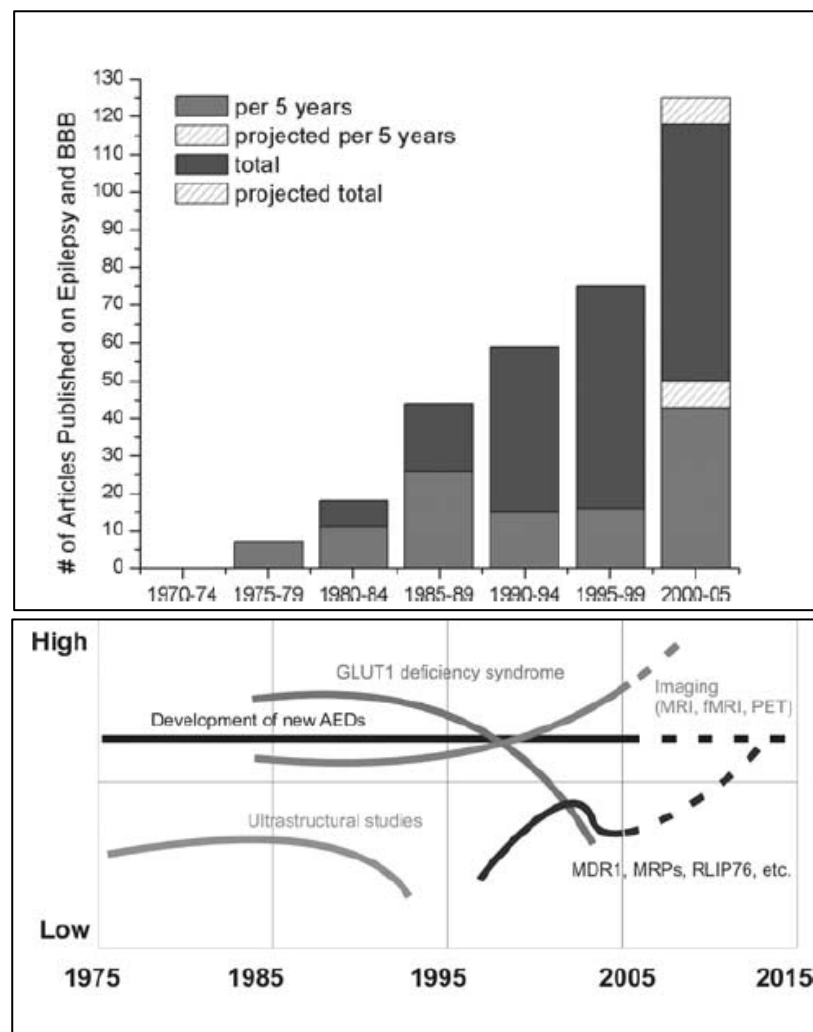 130
120
110
100
90
80
70
60
50
40
30
20
10
0
# of Articles Published on Epilepsy and BBB
per 5 years
projected per 5 years
total
projected total
1970-74 1975-79 1980-84 1985-89 1990-94 1995-99 2000-05
High
GLUT1 deficiency syndrome
Imaging
(MRI, fMRI, PET)
Development of new AEDs
Ultrastructural studies
MDR1, MRPs, RLIP76, etc.
Low
1975 1985 1995 2005 2015